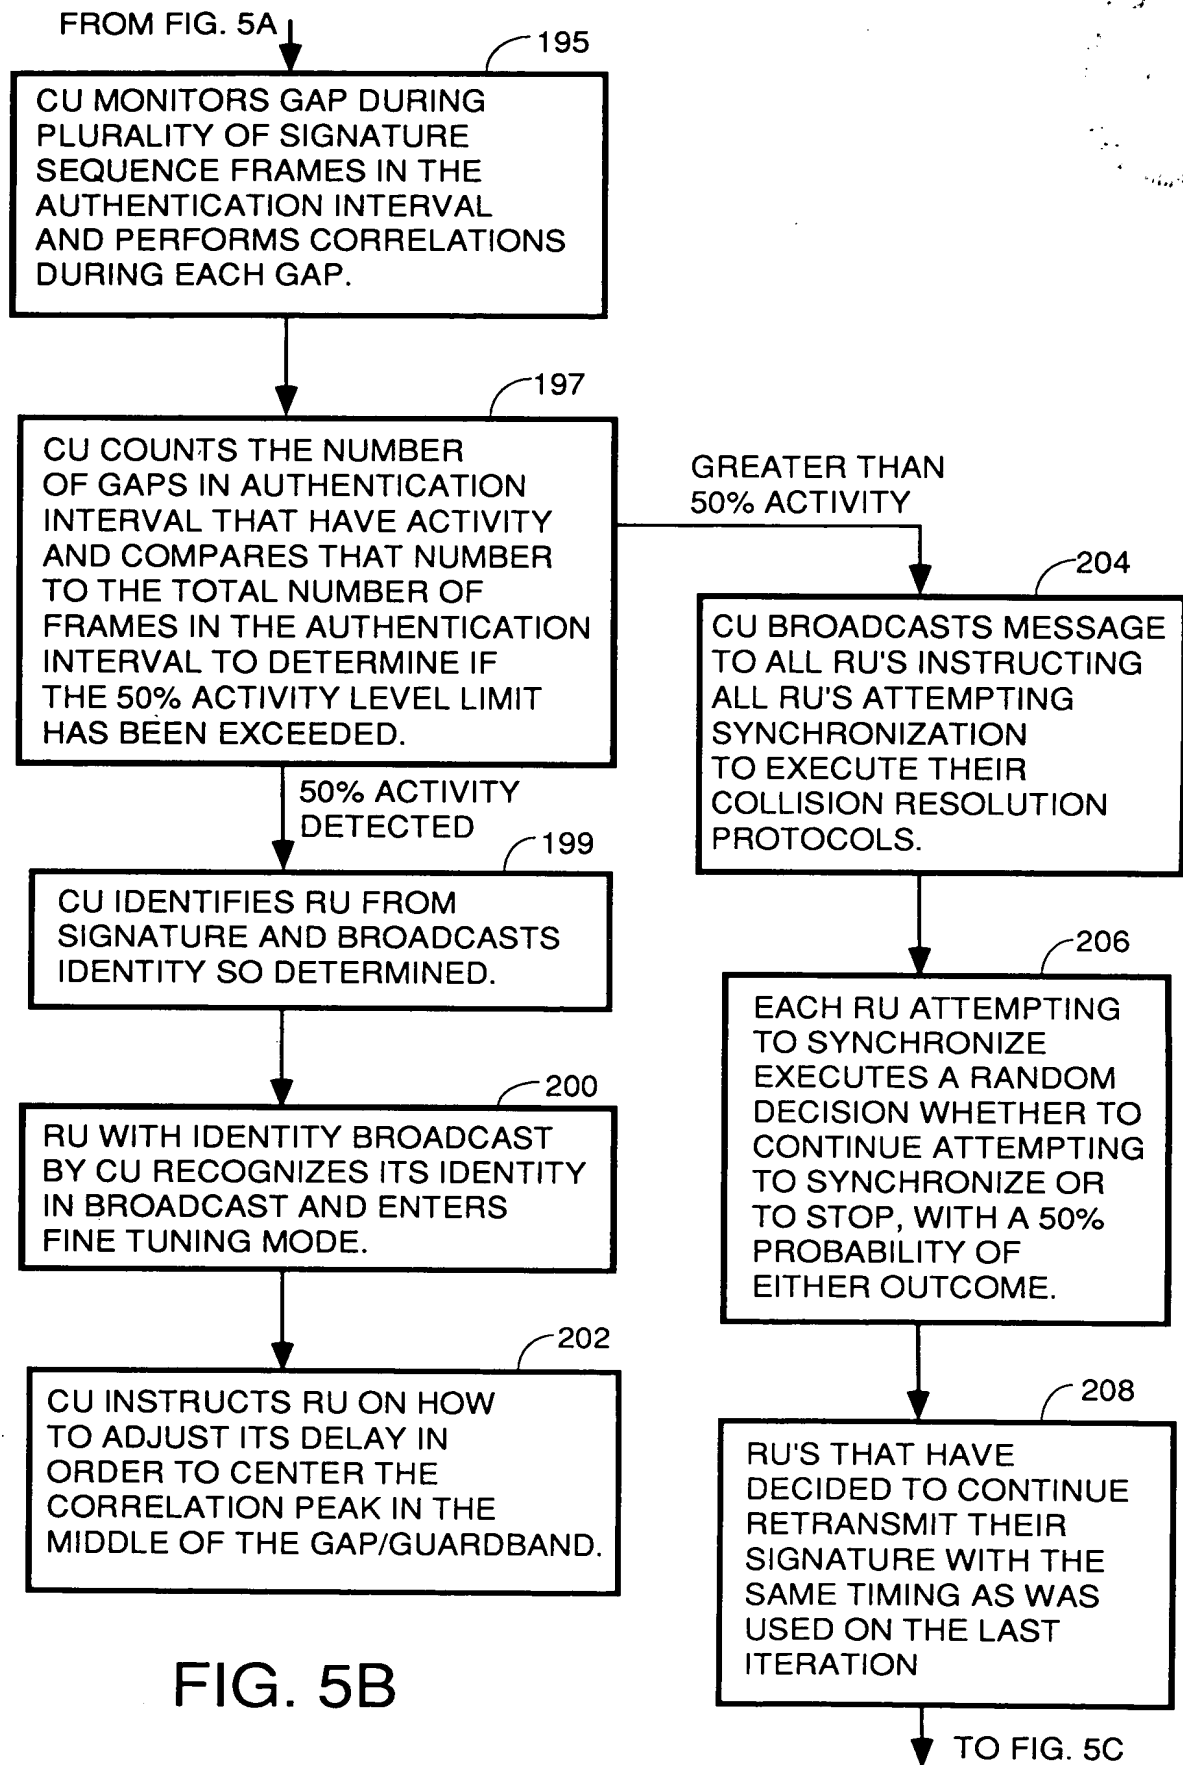 FROM FIG. 5A
195
CU MONITORS GAP DURING
PLURALITY OF SIGNATURE
SEQUENCE FRAMES IN THE
AUTHENTICATION INTERVAL
AND PERFORMS CORRELATIONS
DURING EACH GAP.
197
CU COUNTS THE NUMBER
OF GAPS IN AUTHENTICATION
INTERVAL THAT HAVE ACTIVITY
AND COMPARES THAT NUMBER
TO THE TOTAL NUMBER OF
FRAMES IN THE AUTHENTICATION
INTERVAL TO DETERMINE IF
THE 50% ACTIVITY LEVEL LIMIT
HAS BEEN EXCEEDED.
50% ACTIVITY
DETECTED
199
CU IDENTIFIES RU FROM
SIGNATURE AND BROADCASTS
IDENTITY SO DETERMINED.
200
RU WITH IDENTITY BROADCAST
BY CU RECOGNIZES ITS IDENTITY
IN BROADCAST AND ENTERS
FINE TUNING MODE.
202
CU INSTRUCTS RU ON HOW
TO ADJUST ITS DELAY IN
ORDER TO CENTER THE
CORRELATION PEAK IN THE
MIDDLE OF THE GAP/GUARDBAND.
GREATER THAN
50% ACTIVITY
204
CU BROADCASTS MESSAGE
TO ALL RU'S INSTRUCTING
ALL RU'S ATTEMPTING
SYNCHRONIZATION
TO EXECUTE THEIR
COLLISION RESOLUTION
PROTOCOLS.
206
EACH RU ATTEMPTING
TO SYNCHRONIZE
EXECUTES A RANDOM
DECISION WHETHER TO
CONTINUE ATTEMPTING
TO SYNCHRONIZE OR
TO STOP, WITH A 50%
PROBABILITY OF
EITHER OUTCOME.
208
RU'S THAT HAVE
DECIDED TO CONTINUE
RETRANSMIT THEIR
SIGNATURE WITH THE
SAME TIMING AS WAS
USED ON THE LAST
ITERATION
TO FIG. 5C
FIG. 5B